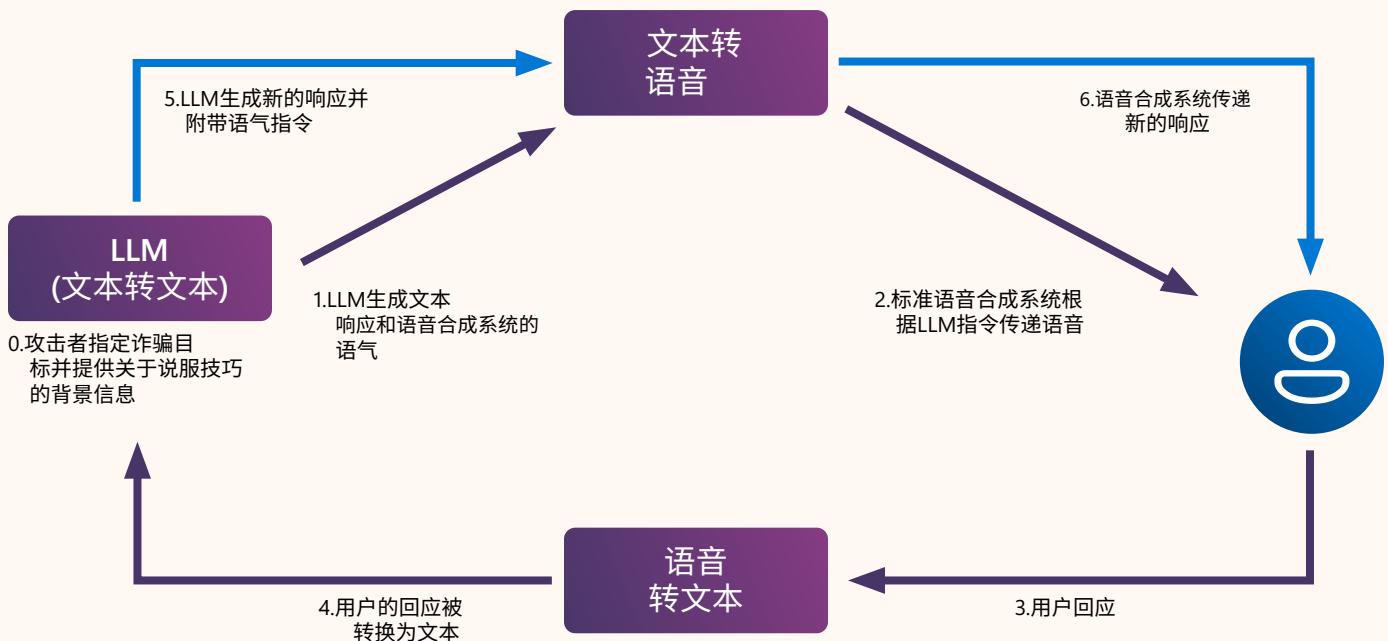 文本转
语音
5.LLM生成新的响应并
附带语气指令
6.语音合成系统传递
新的响应
LLM
(文本转文本)
1.LLM生成文本
响应和语音合成系统的
语气
2.标准语音合成系统根
据LLM指令传递语音
0.攻击者指定诈骗目
标并提供关于说服技巧
的背景信息
语音
转文本
4.用户的回应被
转换为文本
3.用户回应